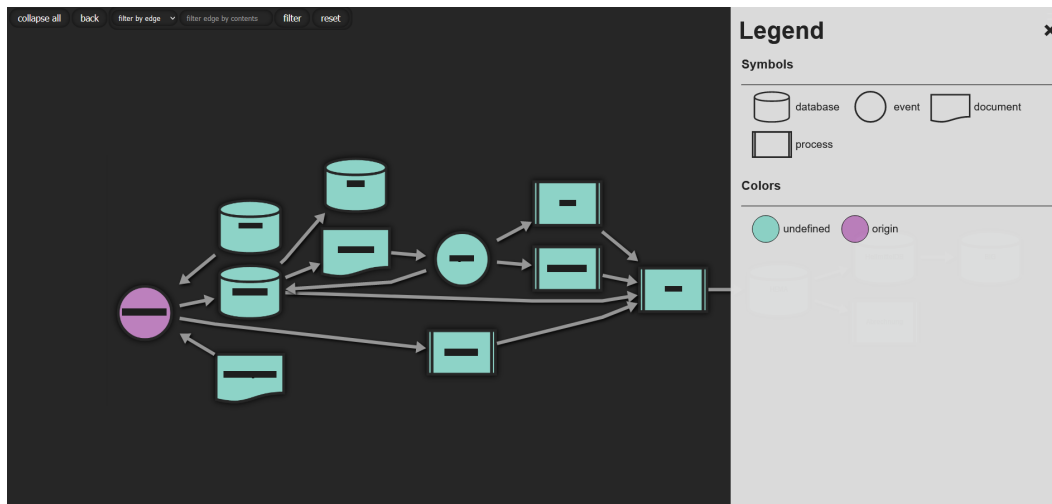 collapse all back filter by edge filter edge by contents filter reset
Legend
Symbols
database event document
process
Colors
undefined origin